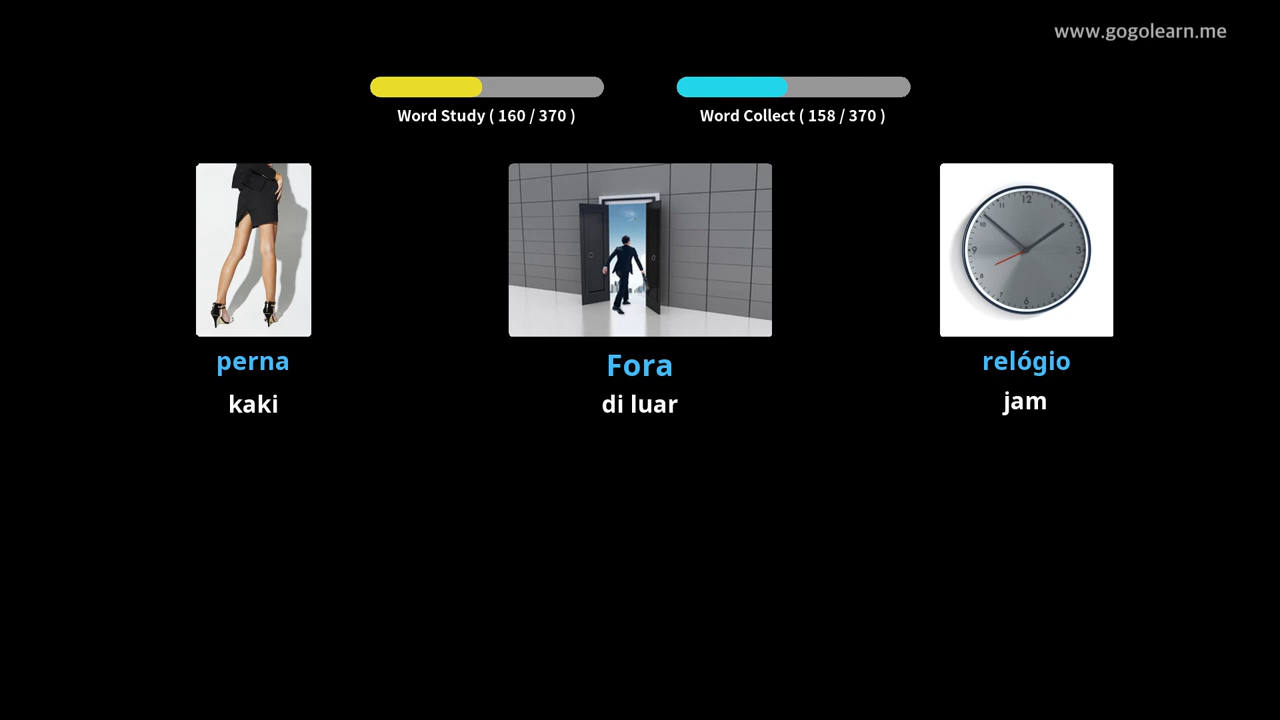 www.gogolearn.me
Word Study ( 160 / 370 )
Word Collect ( 158 / 370 )
perna
kaki
Fora
di luar
relógio
jam